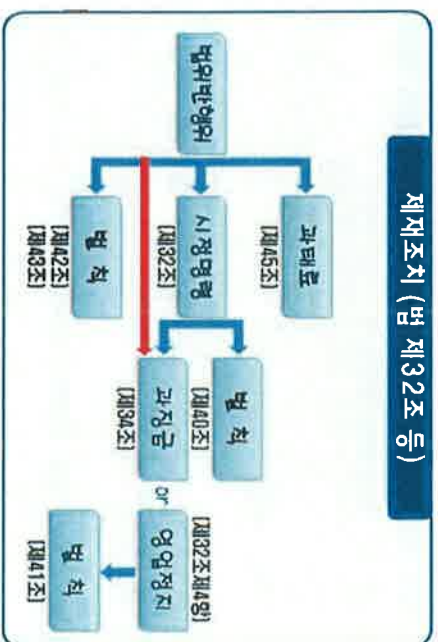 제재조치 (법 제32조 등)
과태료
[제45조]
벌 칙
[제40조]
법위반행위
시정명령
[제32조]
[제32조제4항]
과징금
or
영업정지
[제34조]
벌 칙
[제42조]
[제43조]
벌 칙
[제41조]